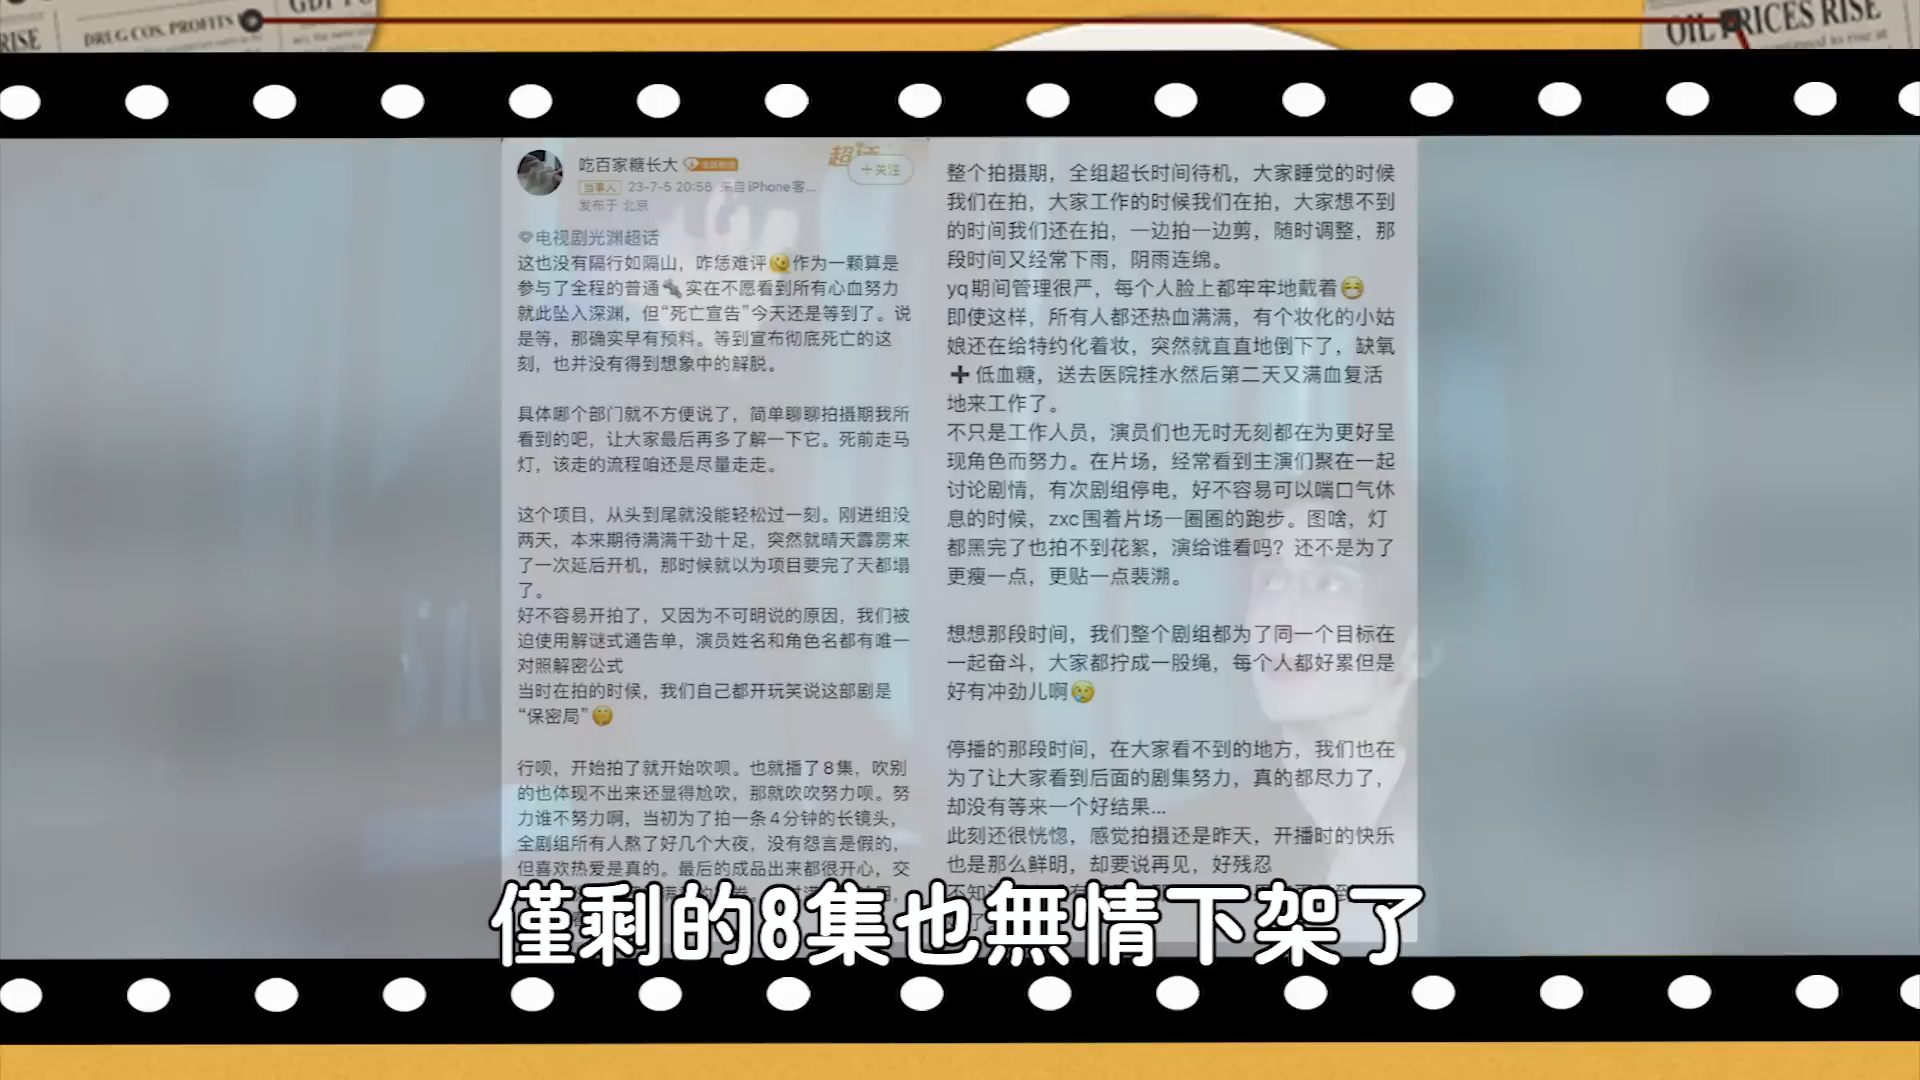 RISE
DRUG COS. PROFITS
OIL PRICES RISE
continued to rise at
吃百家糖长大
当事人 23-7-5 20:56 来自iPhone客...
发布于 北京
超话
+关注
电视剧光渊超话
这也没有隔行如隔山，咋恁难评🫠作为一颗算是
参与了全程的普通🔩实在不愿看到所有心血努力
就此坠入深渊，但“死亡宣告”今天还是等到了。说
是等，那确实早有预料。等到宣布彻底死亡的这
刻，也并没有得到想象中的解脱。
具体哪个部门就不方便说了，简单聊聊拍摄期我所
看到的吧，让大家最后再多了解一下它。死前走马
灯，该走的流程咱还是尽量走走。
这个项目，从头到尾就没能轻松过一刻。刚进组没
两天，本来期待满满干劲十足，突然就晴天霹雳来
了一次延后开机，那时候就以为项目要完了天都塌
了。
好不容易开拍了，又因为不可明说的原因，我们被
迫使用解谜式通告单，演员姓名和角色名都有唯一
对照解密公式
当时在拍的时候，我们自己都开玩笑说这部剧是
“保密局”🤫
行呗，开始拍了就开始吹呗。也就播了8集，吹别
的也体现不出来还显得尬吹，那就吹吹努力呗。努
力谁不努力啊，当初为了拍一条4分钟的长镜头，
全剧组所有人熬了好几个大夜，没有怨言是假的，
但喜欢热爱是真的。最后的成品出来都很开心，交
整个拍摄期，全组超长时间待机，大家睡觉的时候
我们在拍，大家工作的时候我们在拍，大家想不到
的时间我们还在拍，一边拍一边剪，随时调整，那
段时间又经常下雨，阴雨连绵。
yq期间管理很严，每个人脸上都牢牢地戴着😷
即使这样，所有人都还热血满满，有个妆化的小姑
娘还在给特约化着妆，突然就直直地倒下了，缺氧
➕低血糖，送去医院挂水然后第二天又满血复活
地来工作了。
不只是工作人员，演员们也无时无刻都在为更好呈
现角色而努力。在片场，经常看到主演们聚在一起
讨论剧情，有次剧组停电，好不容易可以喘口气休
息的时候，zxc围着片场一圈圈的跑步。图啥，灯
都黑完了也拍不到花絮，演给谁看吗？还不是为了
更瘦一点，更贴一点裴溯。
想想那段时间，我们整个剧组都为了同一个目标在
一起奋斗，大家都拧成一股绳，每个人都好累但是
好有冲劲儿啊😢
停播的那段时间，在大家看不到的地方，我们也在
为了让大家看到后面的剧集努力，真的都尽力了，
却没有等来一个好结果...
此刻还很恍惚，感觉拍摄还是昨天，开播时的快乐
也是那么鲜明，却要说再见，好残忍
僅剩的8集也無情下架了